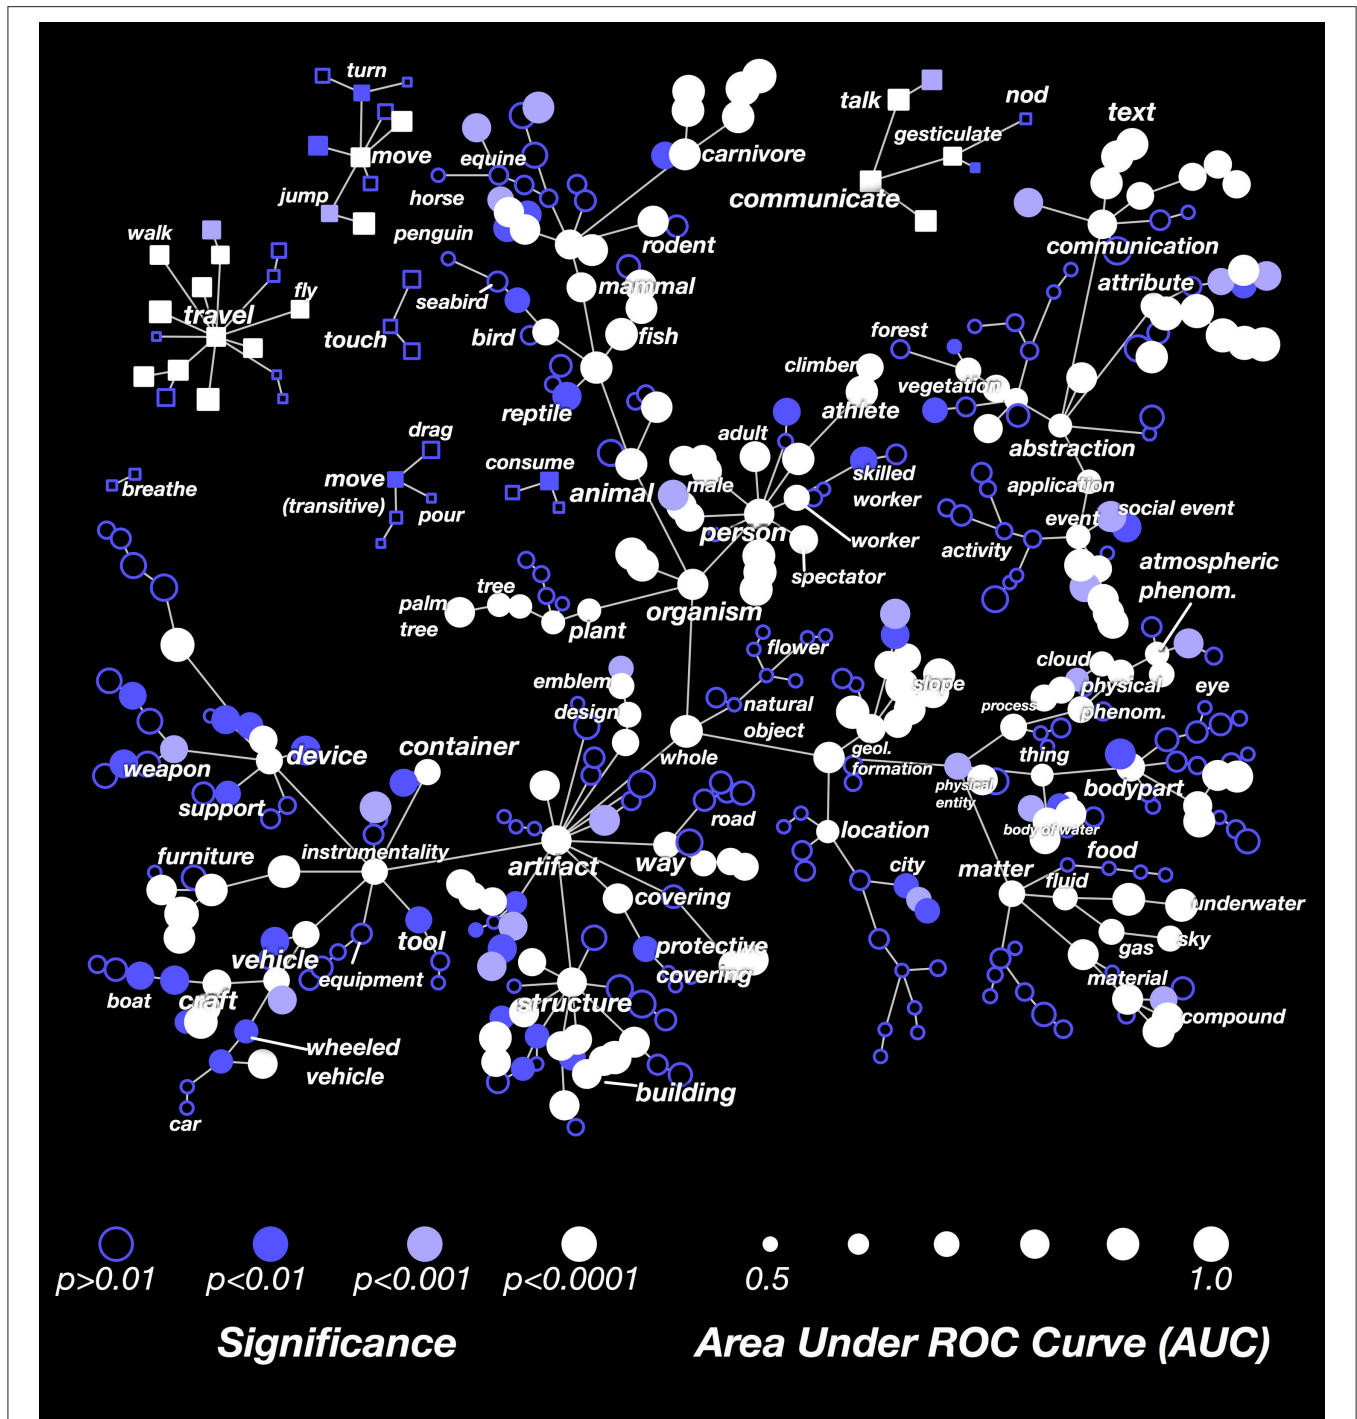 turn
move
jump
equine
horse
penguin
carnivore
rodent
mammal
seabird
bird
fish
reptile
talk
nod
gesticulate
communicate
text
communication
attribute
walk
fly
travel
touch
forest
vegetation
abstraction
climber
athlete
adult
male
skilled
worker
person
worker
spectator
drag
move
(transitive)
pour
consume
breathe
animal
application
event
social event
activity
atmospheric
phenom.
tree
palm
tree
plant
organism
flower
natural
object
emblem
design
whole
slope
geol.
formation
cloud
physical
phenom.
process
eye
thing
physical
entity
bodypart
body of water
container
device
weapon
support
instrumentality
furniture
artifact
way
road
covering
protective
covering
location
city
matter
food
fluid
underwater
gas
sky
material
compound
vehicle
tool
equipment
boat
craft
structure
wheeled
vehicle
building
car
p>0.01
p<0.01
p<0.001
p<0.0001
0.5
1.0
Significance
Area Under ROC Curve (AUC)